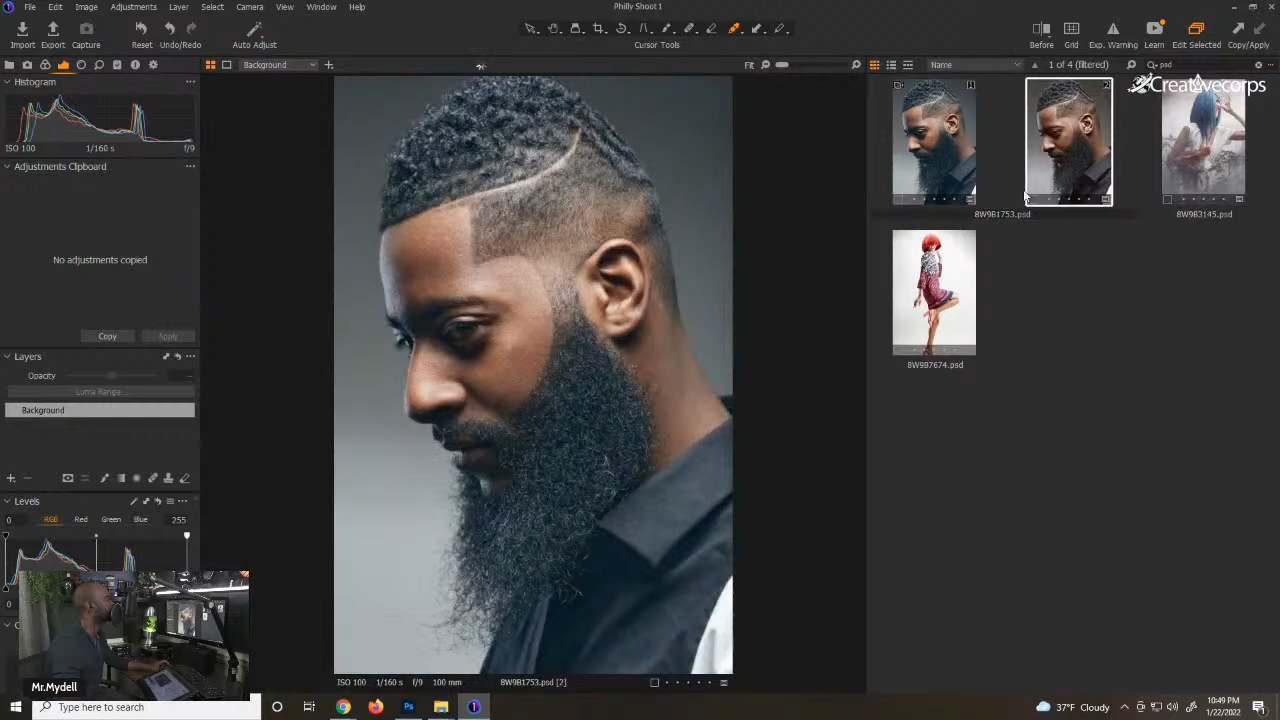 File Edit Image Adjustments Layer Select Camera View Window Help
Philly Shoot1
Import Export Capture Reset Undo/Redo Auto Adjust Cursor Tools Before Grid Exp. Warning Learn Edit Selected Copy/Apply
Background Fit Name 1 of 4 (filtered) psd
Creativecorps
Histogram
ISO 100 1/160 s f/9
Adjustments Clipboard
No adjustments copied
Copy Apply
Layers
Opacity
Luma Range...
Background
Levels
0 RGB Red Green Blue 255
0
Mr.Mydell
1 2
8W9B1753.psd 8W9B3145.psd
8W9B7674.psd
ISO 100 1/160 s f/9 100 mm 8W9B1753.psd [2]
Type here to search
Ps
37°F Cloudy
10:49 PM
1/22/2022